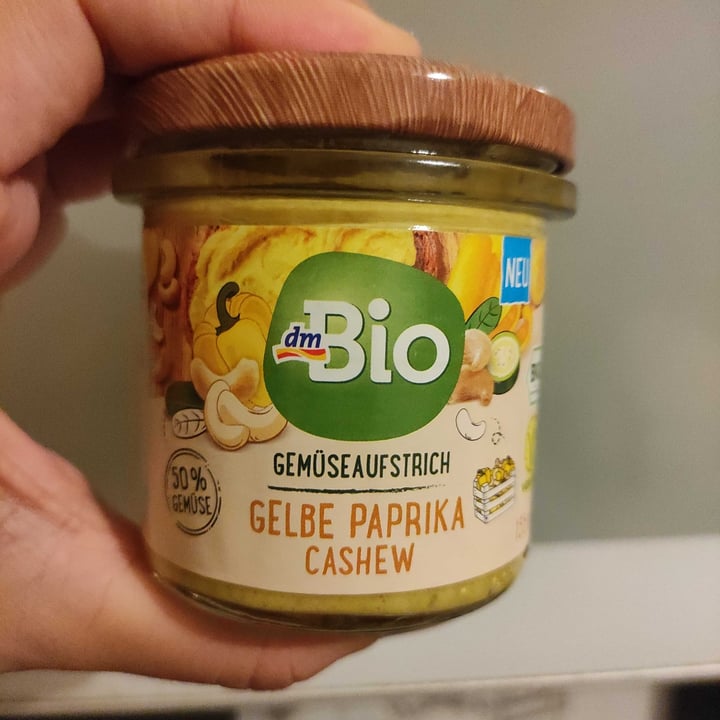 NEU
dm
Bio
GEMÜSEAUFSTRICH
50%
GEMÜSE
GELBE PAPRIKA
CASHEW